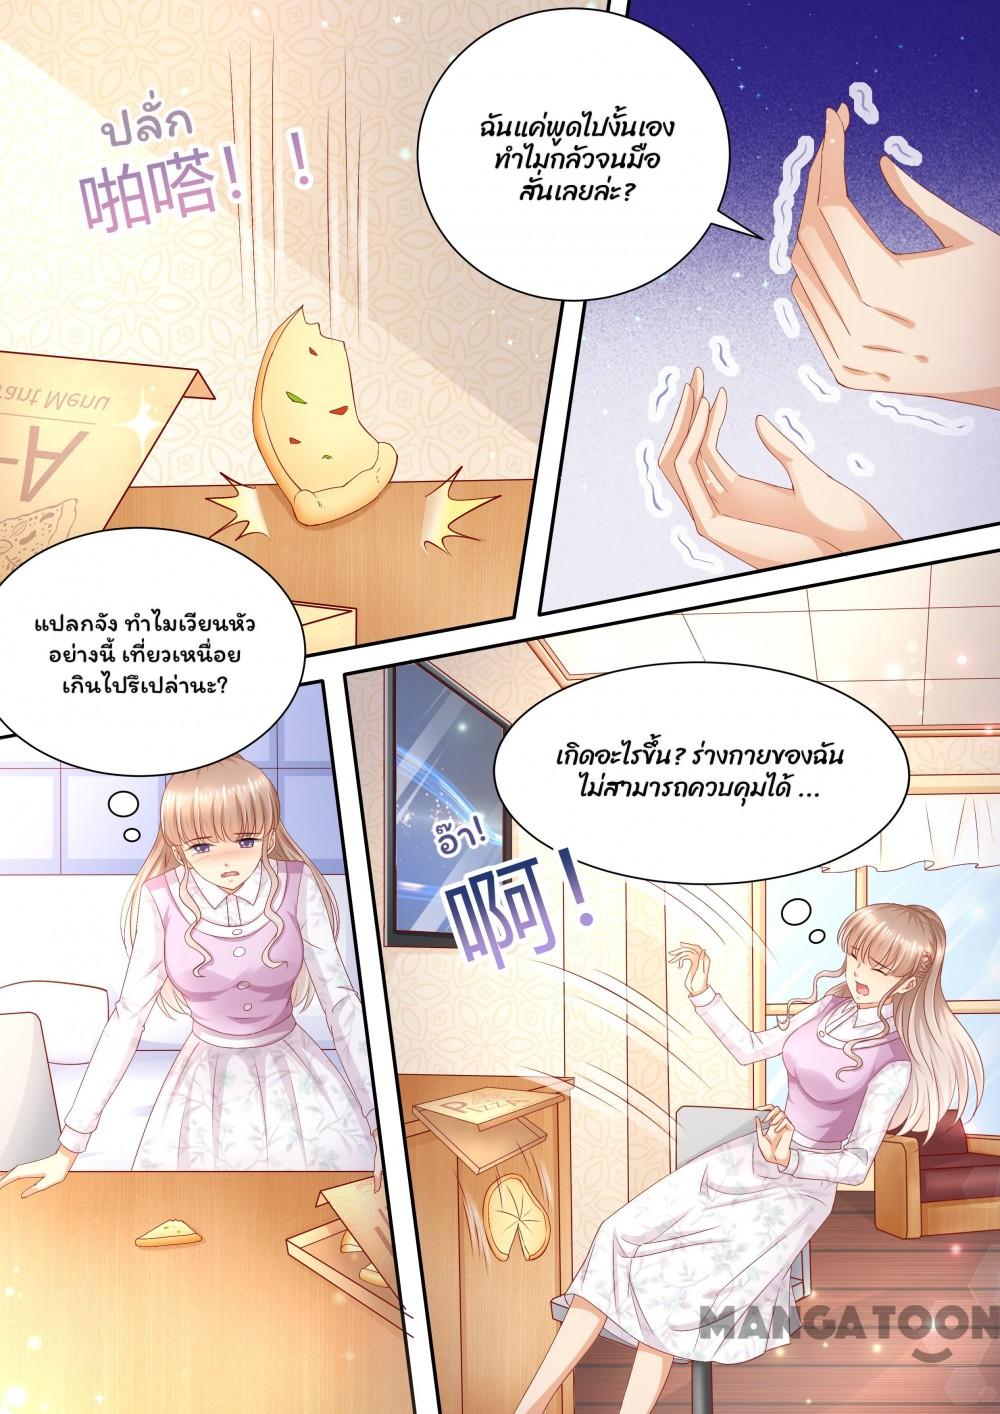 ปลั่ก
啪嗒！！
ฉันแค่พูดไปงั้นเอง
ทำไมกลัวจนมือ
สั่นเลยล่ะ?
rant Menu
A-
แปลกจัง ทำไมเวียนหัว
อย่างนี้ เที่ยวเหนื่อย
เกินไปรึเปล่านะ?
เกิดอะไรขึ้น? ร่างกายของฉัน
ไม่สามารถควบคุมได้ ...
อ๊า!
啊！
PIZZA
MANGATOON